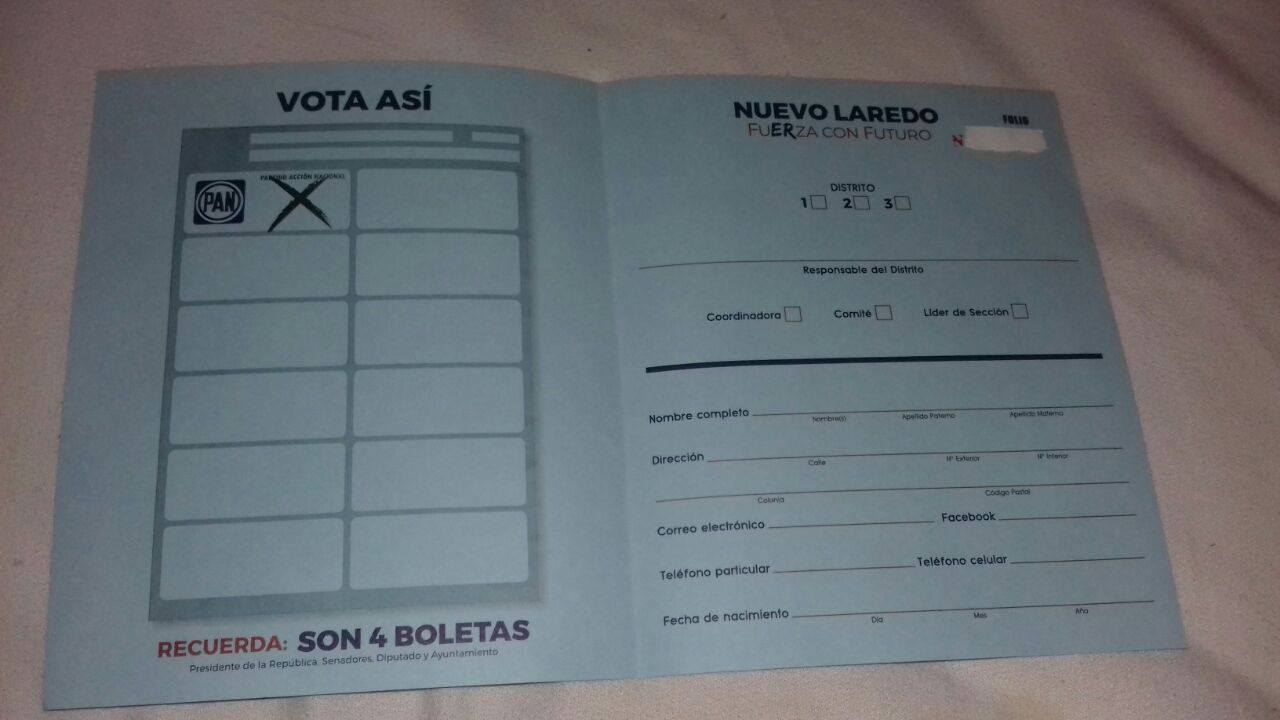 VOTA ASÍ
PAN
PARTIDO ACCIÓN NACIONAL
RECUERDA: SON 4 BOLETAS
Presidente de la República, Senadores, Diputado y Ayuntamiento
NUEVO LAREDO
FUERZA CON FUTURO
FOLIO
N
DISTRITO
1 2 3
Responsable del Distrito
Coordinadora Comité Líder de Sección
Nombre completo
Nombre(s) Apellido Paterno Apellido Materno
Dirección
Calle Nº Exterior Nº Interior
Colonia Código Postal
Correo electrónico Facebook
Teléfono particular Teléfono celular
Fecha de nacimiento
Día Mes Año